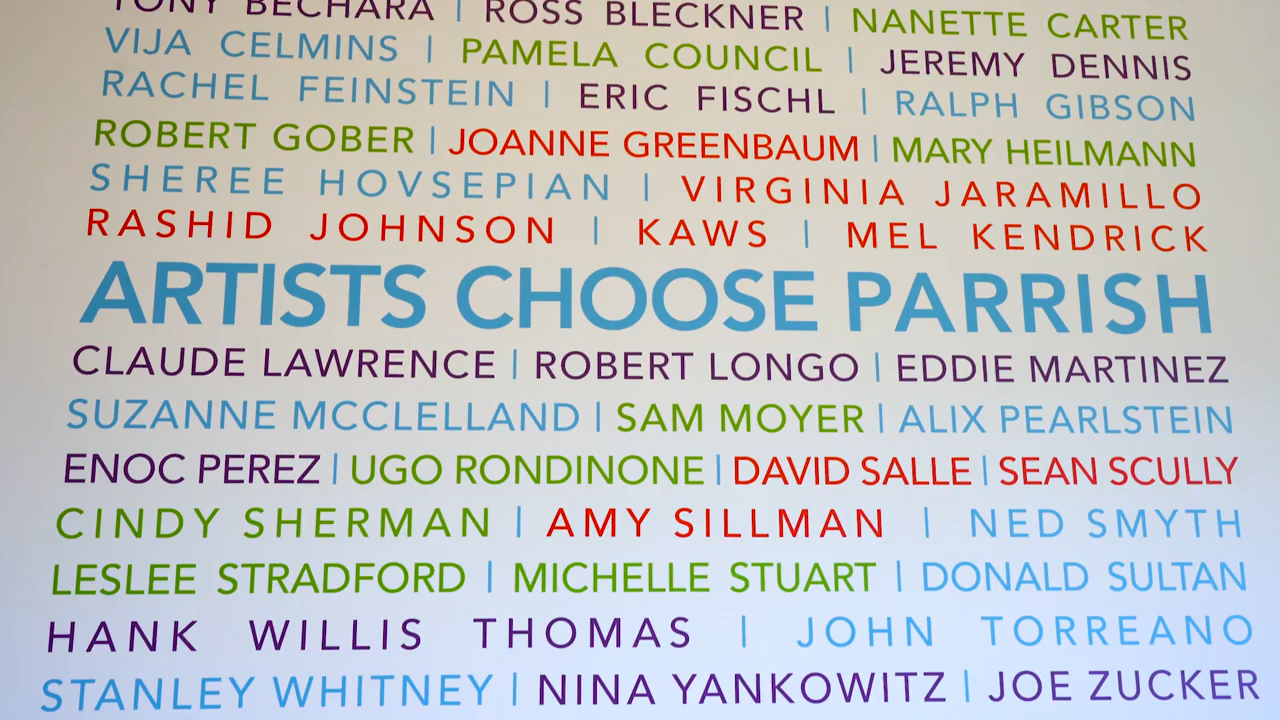 TONY BECHARA | ROSS BLECKNER | NANETTE CARTER
VIJA CELMINS | PAMELA COUNCIL | JEREMY DENNIS
RACHEL FEINSTEIN | ERIC FISCHL | RALPH GIBSON
ROBERT GOBER | JOANNE GREENBAUM | MARY HEILMANN
SHEREE HOVSEPIAN | VIRGINIA JARAMILLO
RASHID JOHNSON | KAWS | MEL KENDRICK
ARTISTS CHOOSE PARRISH
CLAUDE LAWRENCE | ROBERT LONGO | EDDIE MARTINEZ
SUZANNE MCCLELLAND | SAM MOYER | ALIX PEARLSTEIN
ENOC PEREZ | UGO RONDINONE | DAVID SALLE | SEAN SCULLY
CINDY SHERMAN | AMY SILLMAN | NED SMYTH
LESLEE STRADFORD | MICHELLE STUART | DONALD SULTAN
HANK WILLIS THOMAS | JOHN TORREANO
STANLEY WHITNEY | NINA YANKOWITZ | JOE ZUCKER